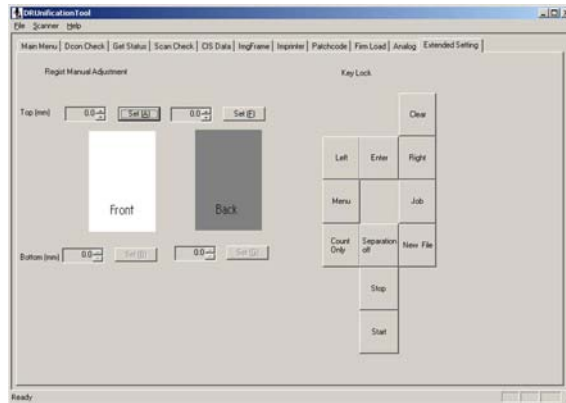 DRUnificationTool
File Scanner Help
Main Menu Dcon Check Get Status Scan Check CIS Data ImgFrame Imprinter Patchcode Firm Load Analog Extended Setting
Regist Manual Adjustment Key Lock
Top (mm) 0.0 Set (A) 0.0 Set (F)
Clear
Left Enter Right
Front Back
Menu Job
Bottom (mm) 0.0 Set (B) 0.0 Set (G)
Count Only Separation off New File
Stop
Start
Ready